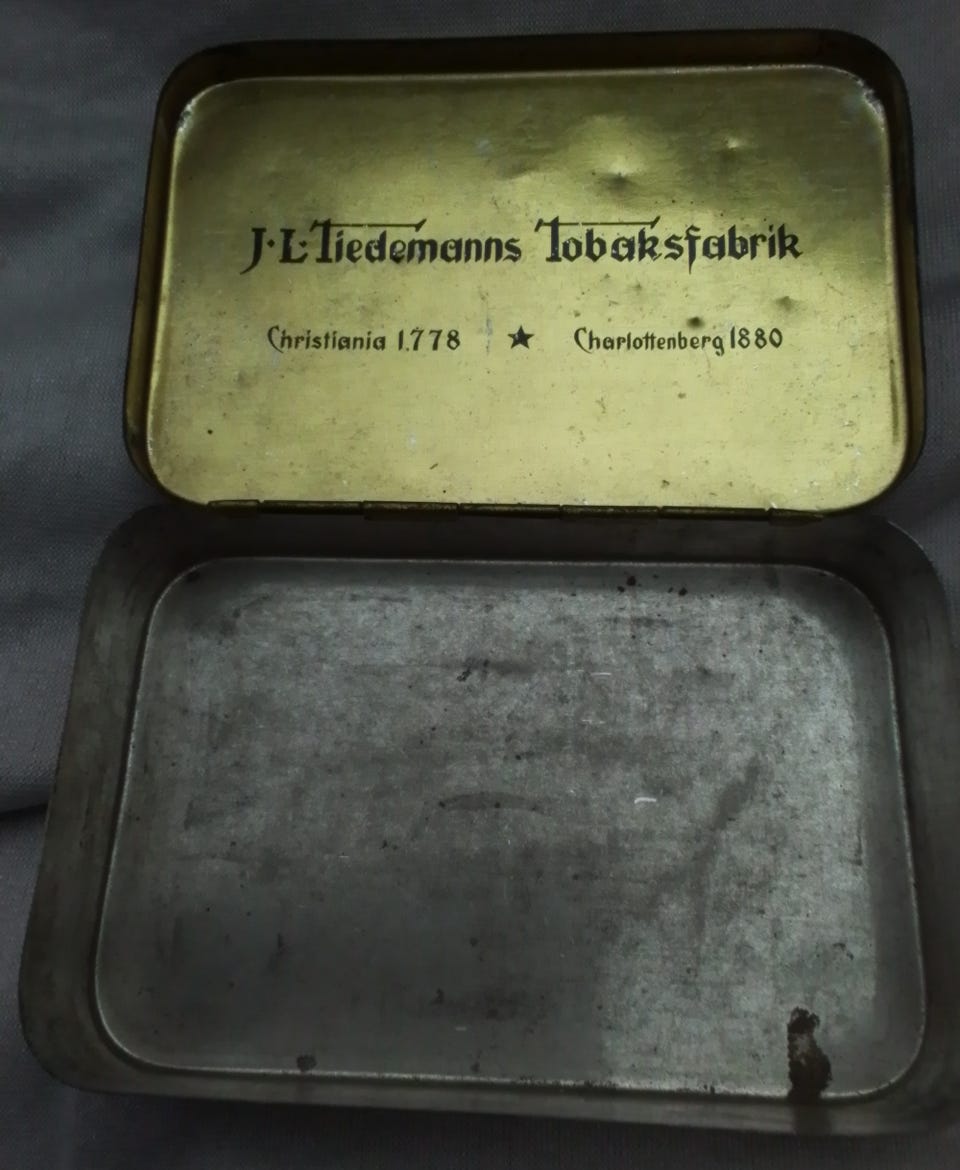 J·L·Tiedemanns Tobaksfabrik
Christiania 1778 ★ Charlottenberg 1880